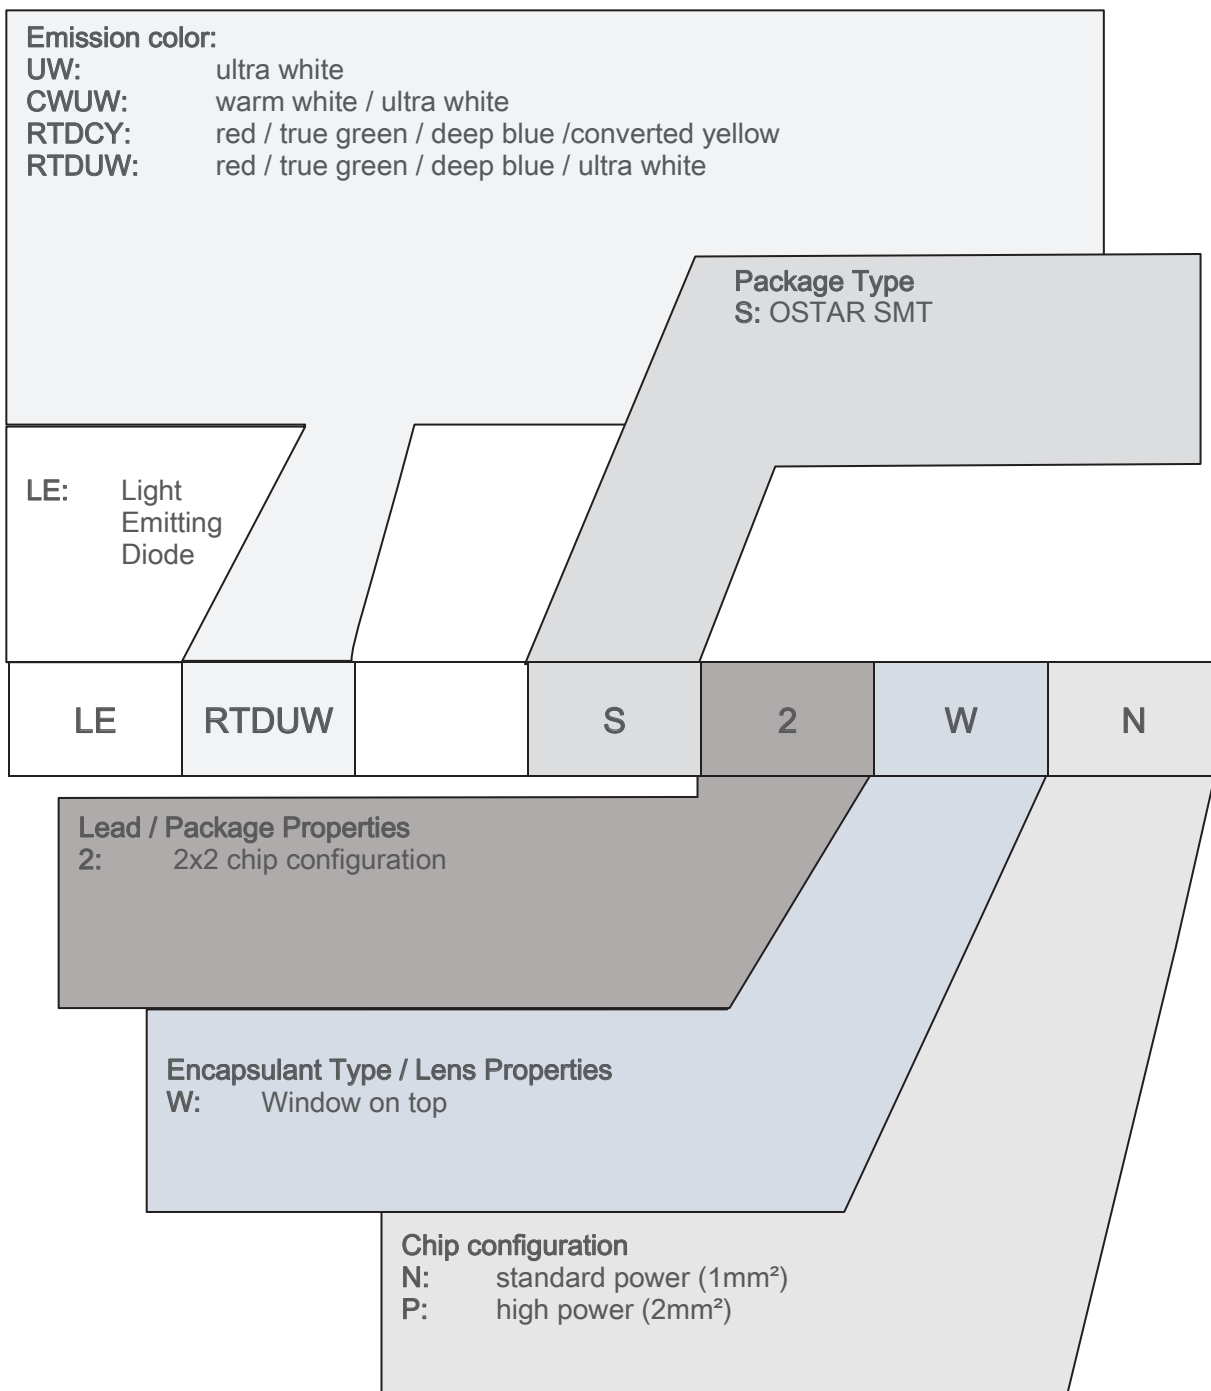 Emission color:
UW: ultra white
CWUW: warm white / ultra white
RTDCY: red / true green / deep blue /converted yellow
RTDUW: red / true green / deep blue / ultra white
Package Type
S: OSTAR SMT
LE: Light
Emitting
Diode
LE RTDUW S 2 W N
Lead / Package Properties
2: 2x2 chip configuration
Encapsulant Type / Lens Properties
W: Window on top
Chip configuration
N: standard power (1mm²)
P: high power (2mm²)